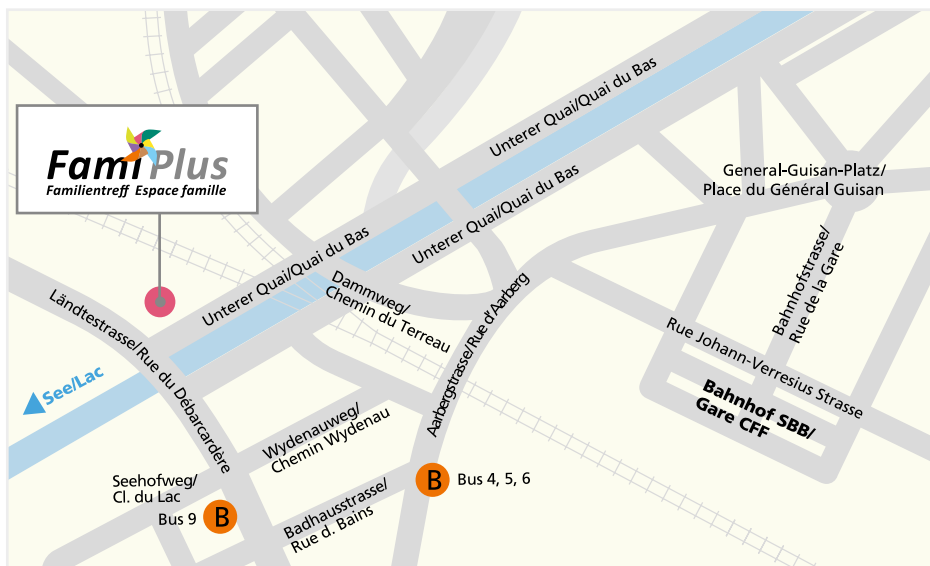 Fami Plus
Familientreff Espace famille
Unterer Quai/Quai du Bas
Unterer Quai/Quai du Bas
Unterer Quai/Quai du Bas
General-Guisan-Platz/
Place du Général Guisan
Bahnhofstrasse/
Rue de la Gare
Dammweg/
Chemin du Terreau
Ländtestrasse/Rue du Débarcardère
Aarbergstrasse/Rue d'Aarberg
Rue Johann-Verresius Strasse
Bahnhof SBB/
Gare CFF
See/Lac
Wydenauweg/
Chemin Wydenau
Seehofweg/
Cl. du Lac
Bus 9 B
B Bus 4, 5, 6
Badhausstrasse/
Rue d. Bains